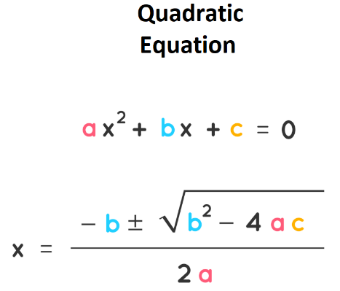 Quadratic
Equation
ax² + bx + c = 0
x = (-b ± √(b² - 4ac)) / 2a